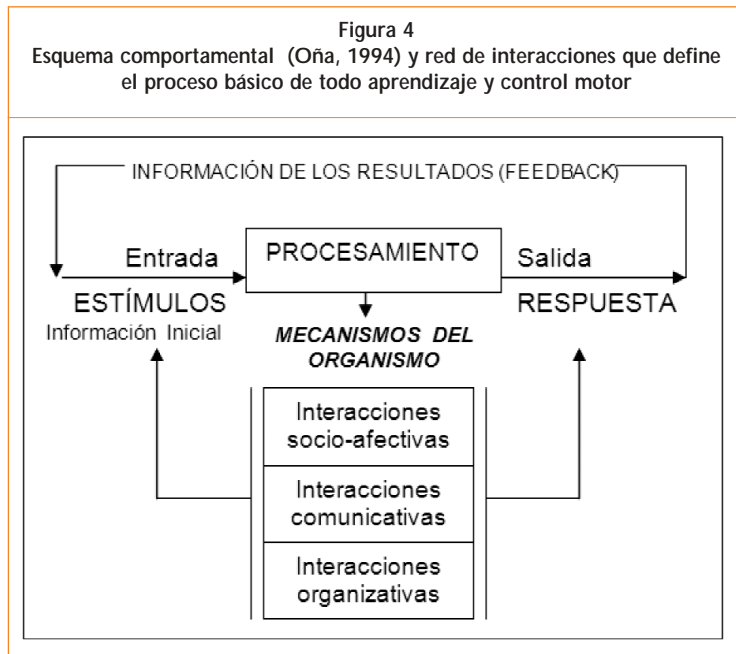 Figura 4
Esquema comportamental (Oña, 1994) y red de interacciones que define
el proceso básico de todo aprendizaje y control motor
INFORMACIÓN DE LOS RESULTADOS (FEEDBACK)
Entrada
PROCESAMIENTO
Salida
ESTÍMULOS
RESPUESTA
Información Inicial
MECANISMOS DEL
ORGANISMO
Interacciones
socio-afectivas
Interacciones
comunicativas
Interacciones
organizativas